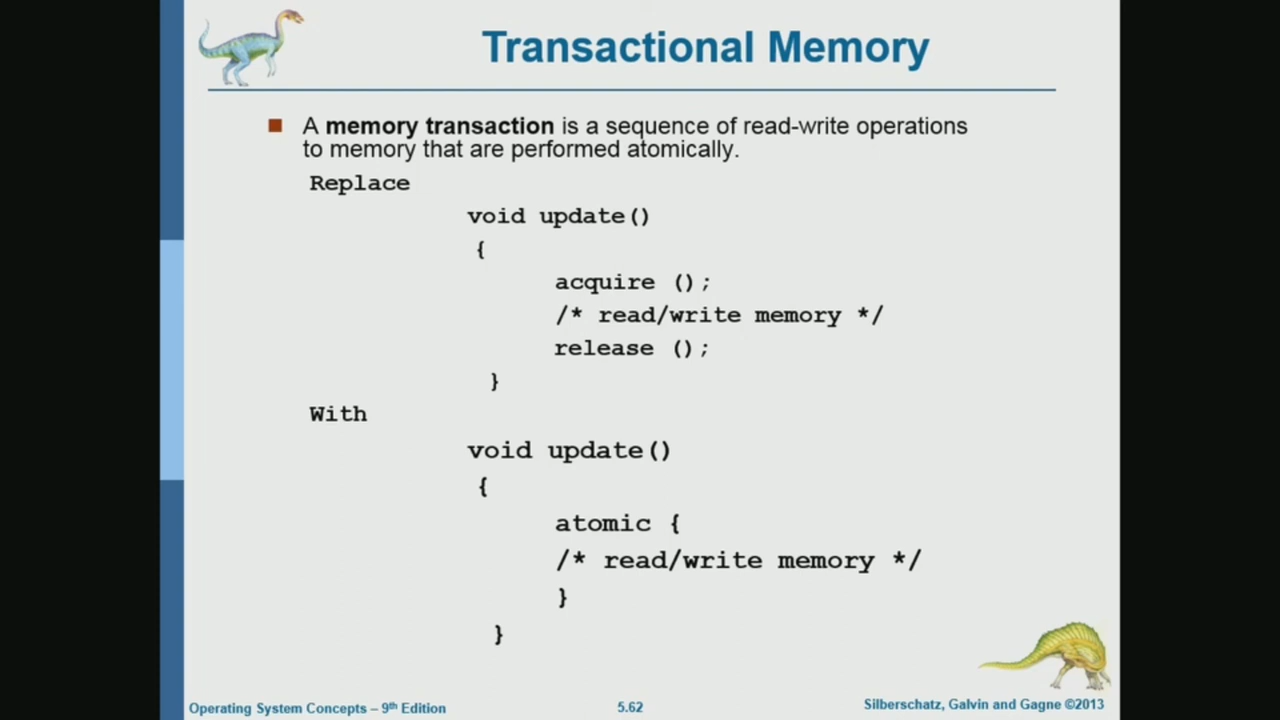 Transactional Memory
A memory transaction is a sequence of read-write operations
to memory that are performed atomically.
Replace
void update()
{
acquire ();
/* read/write memory */
release ();
}
With
void update()
{
atomic {
/* read/write memory */
}
}
Operating System Concepts – 9th Edition
5.62
Silberschatz, Galvin and Gagne ©2013